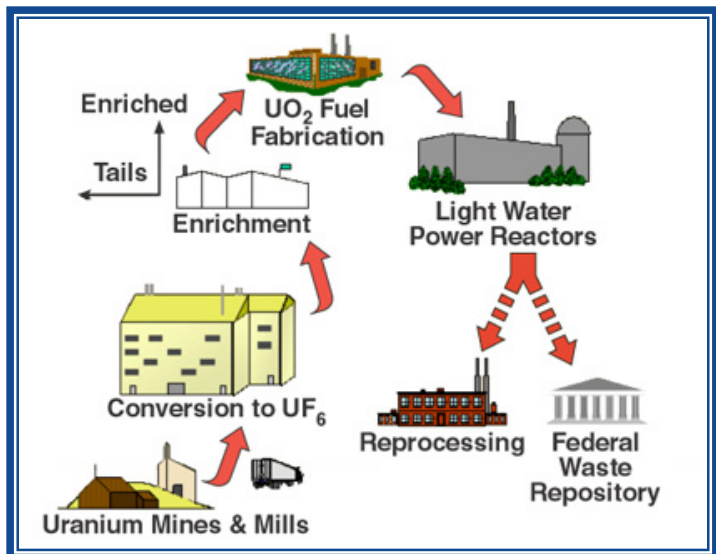 Enriched
Tails
UO₂ Fuel
Fabrication
Enrichment
Light Water
Power Reactors
Conversion to UF₆
Reprocessing
Federal
Waste
Repository
Uranium Mines & Mills